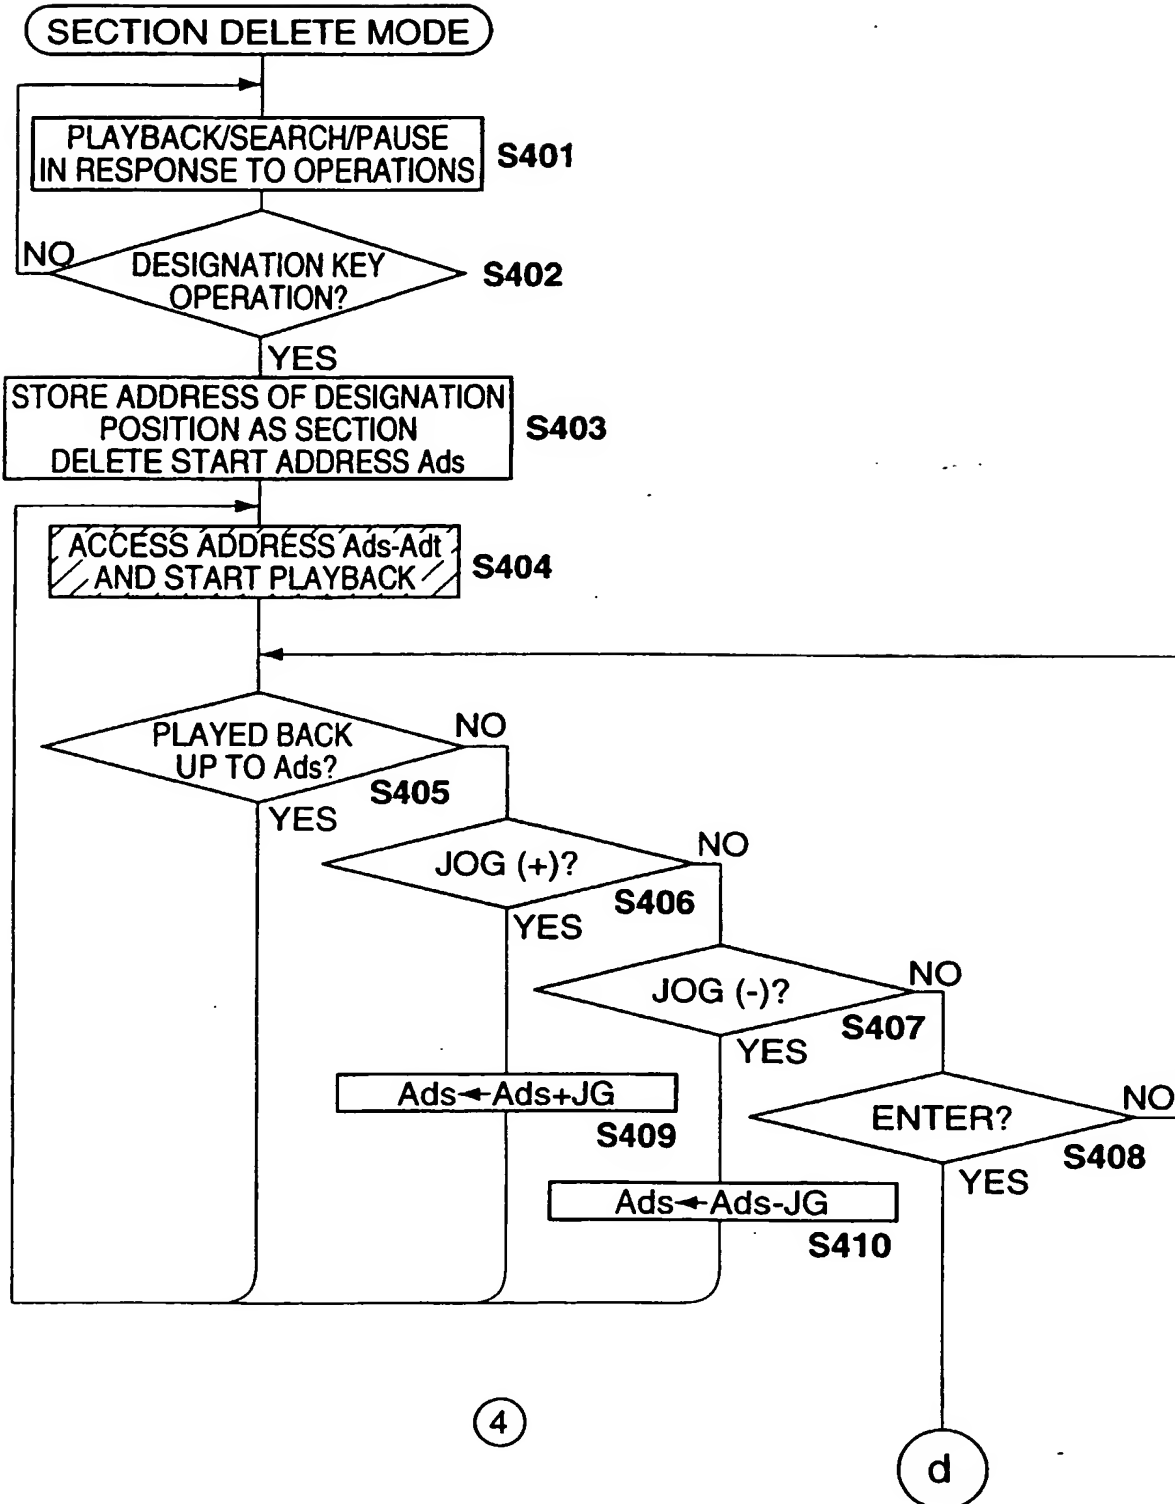 SECTION DELETE MODE
PLAYBACK/SEARCH/PAUSE
IN RESPONSE TO OPERATIONS
S401
NO
DESIGNATION KEY
OPERATION?
S402
YES
STORE ADDRESS OF DESIGNATION
POSITION AS SECTION
DELETE START ADDRESS Ads
S403
ACCESS ADDRESS Ads-Adt
AND START PLAYBACK
S404
PLAYED BACK
UP TO Ads?
NO
S405
YES
JOG (+)?
NO
S406
YES
JOG (-)?
NO
S407
YES
Ads←Ads+JG
S409
ENTER?
NO
S408
YES
Ads←Ads-JG
S410
4
d